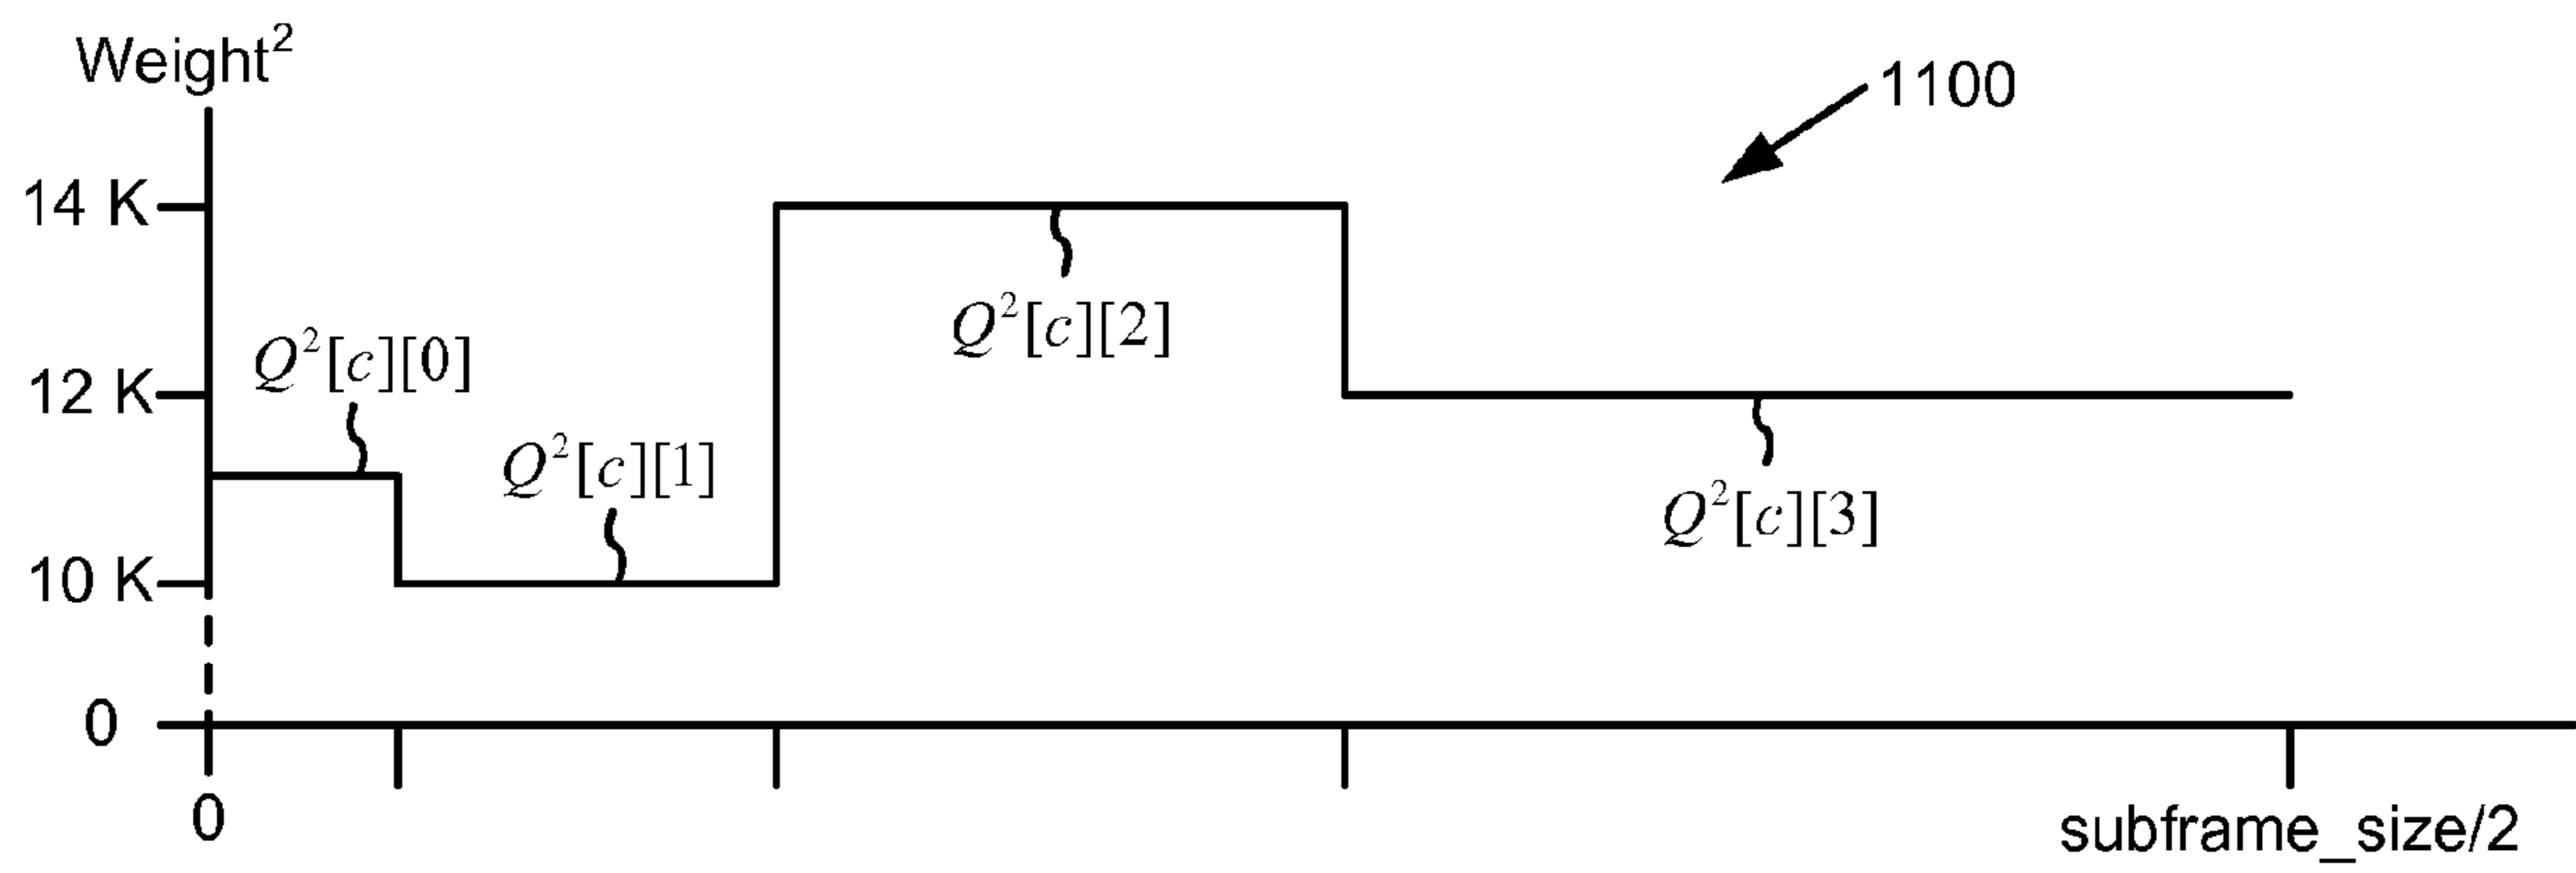 Weight²
1100
14 K
Q²[c][2]
Q²[c][0]
12 K
Q²[c][1]
Q²[c][3]
10 K
0
0
subframe_size/2